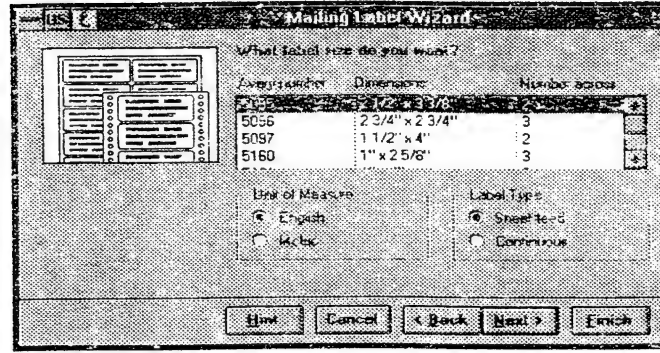 Mailing Label Wizard
What label size do you want?
Avery number Dimensions Number across
5096 2 3/4" x 2 3/4" 3
5097 1 1/2" x 4" 2
5160 1" x 2 5/8" 3
Unit of Measure Label Type
English Sheet feed
Metric Continuous
Hint Cancel < Back Next > Finish